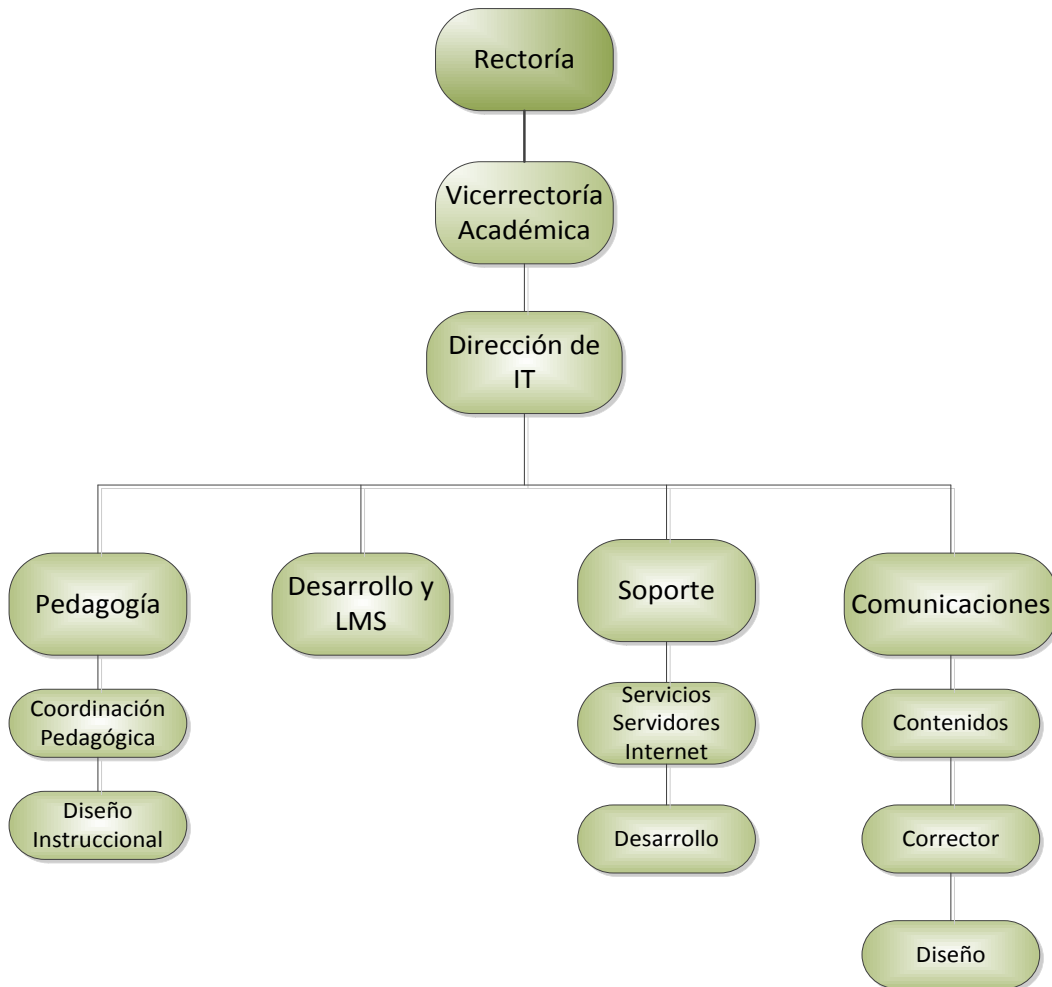 Rectoría
Vicerrectoría
Académica
Dirección de
IT
Pedagogía
Desarrollo y
LMS
Soporte
Comunicaciones
Coordinación
Pedagógica
Servicios
Servidores
Internet
Contenidos
Diseño
Instruccional
Desarrollo
Corrector
Diseño